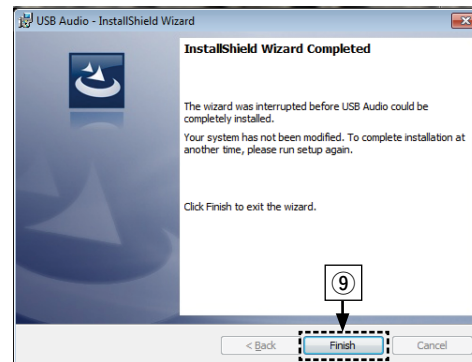 USB Audio - InstallShield Wizard
InstallShield Wizard Completed
The wizard was interrupted before USB Audio could be
completely installed.
Your system has not been modified. To complete installation at
another time, please run setup again.
Click Finish to exit the wizard.
⑨
< Back Finish Cancel